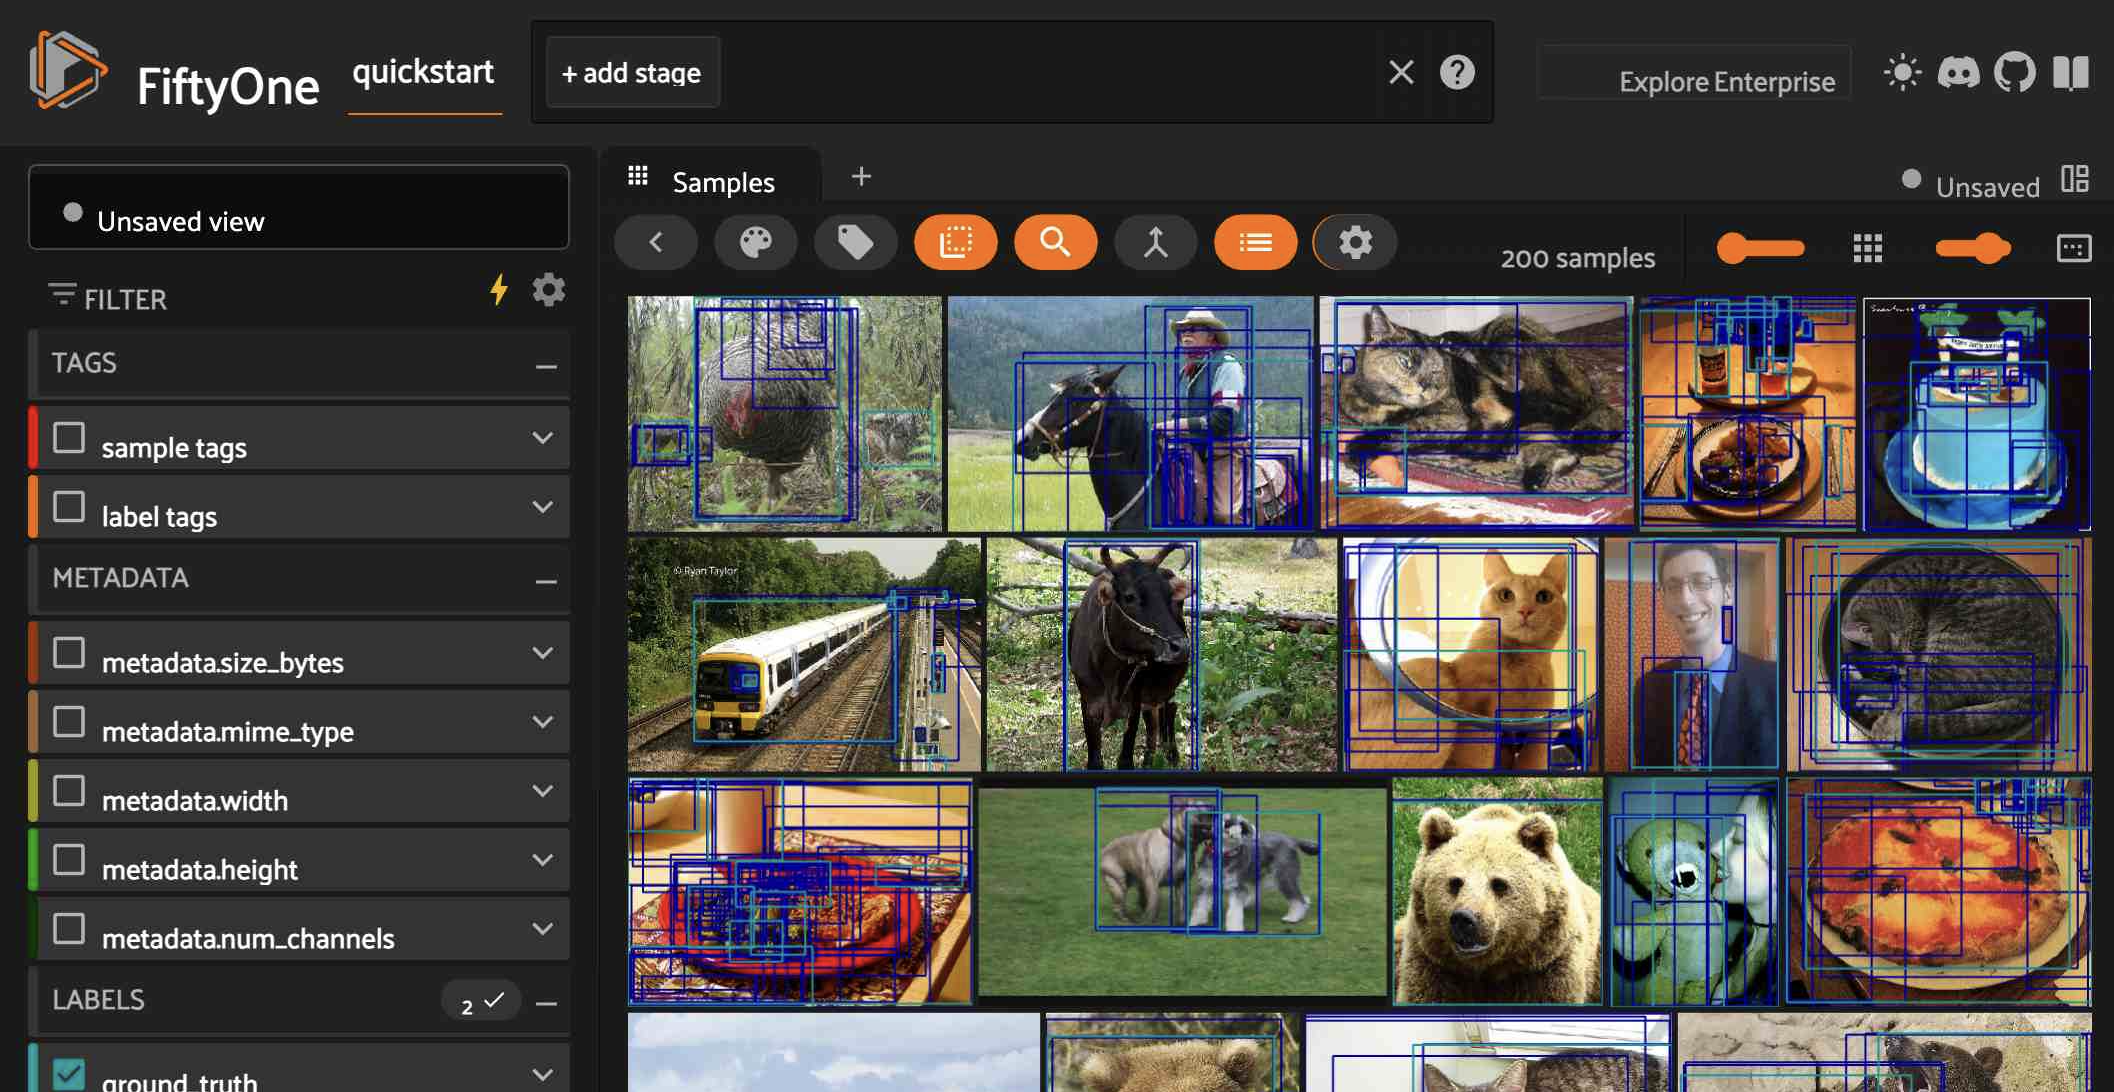 FiftyOne
quickstart
+ add stage
Explore Enterprise
Unsaved view
Samples
Unsaved
FILTER
200 samples
TAGS
sample tags
label tags
METADATA
metadata.size_bytes
metadata.mime_type
metadata.width
metadata.height
metadata.num_channels
LABELS
2
ground_truth
© Ryan Taylor